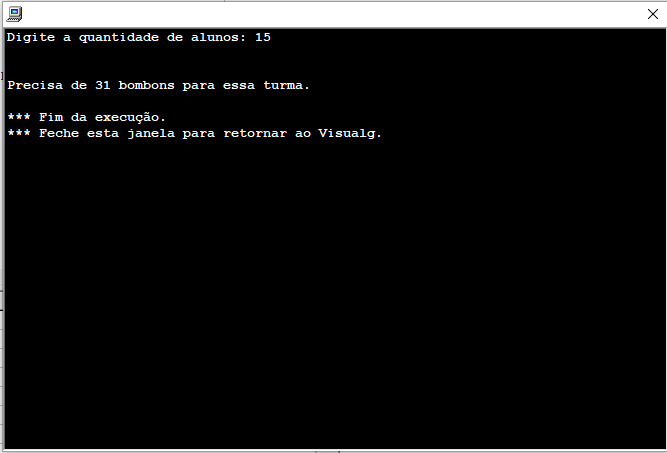 Digite a quantidade de alunos: 15
Precisa de 31 bombons para essa turma.
*** Fim da execução.
*** Feche esta janela para retornar ao Visualg.